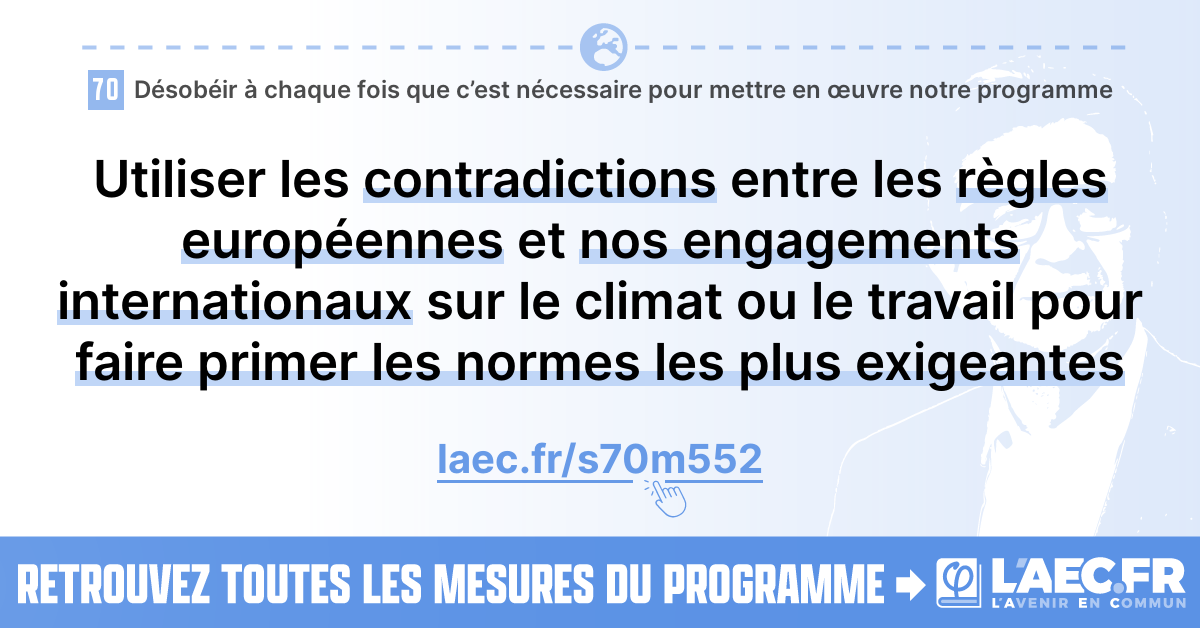 70 Désobéir à chaque fois que c’est nécessaire pour mettre en œuvre notre programme
Utiliser les contradictions entre les règles
européennes et nos engagements
internationaux sur le climat ou le travail pour
faire primer les normes les plus exigeantes
laec.fr/s70m552
RETROUVEZ TOUTES LES MESURES DU PROGRAMME
φ L'AEC.FR
L'AVENIR EN COMMUN